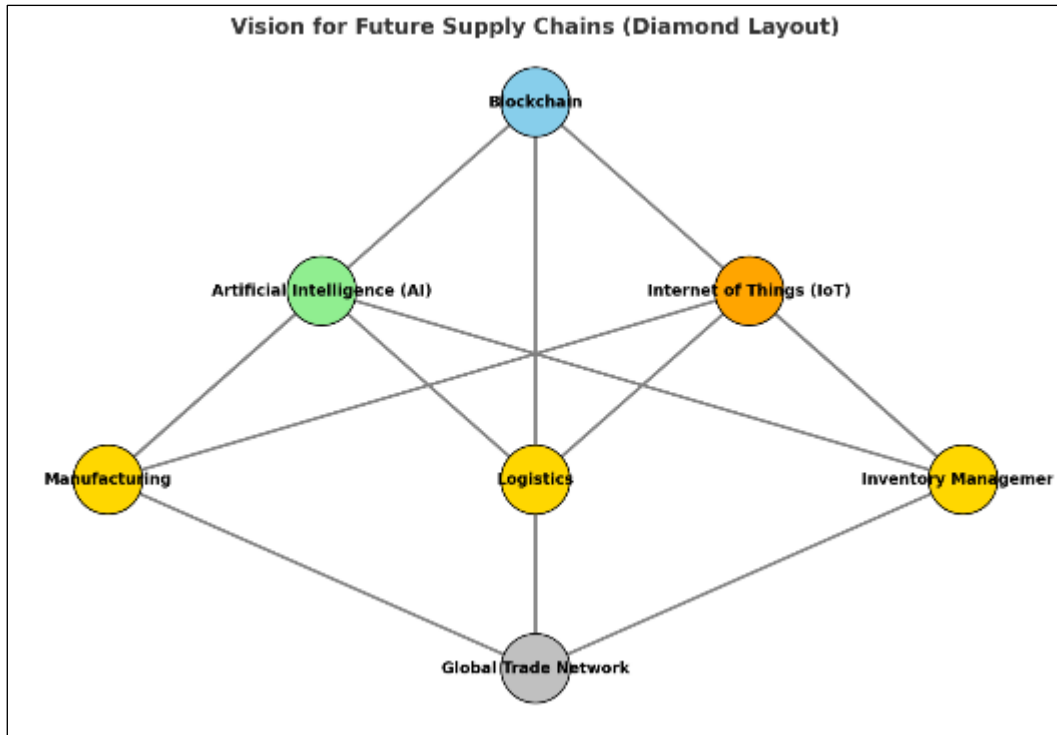 Vision for Future Supply Chains (Diamond Layout)
Blockchain
Artificial Intelligence (AI)
Internet of Things (IoT)
Manufacturing
Logistics
Inventory Managemer
Global Trade Network